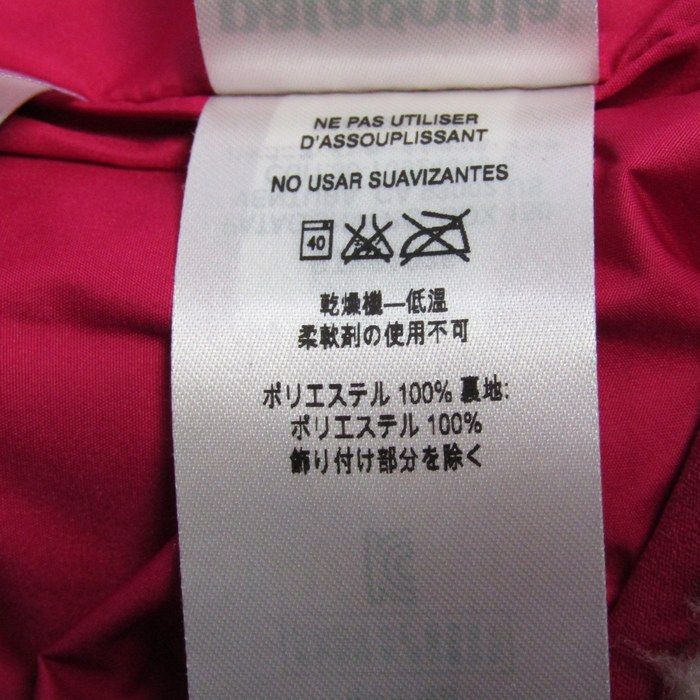 NE PAS UTILISER
D'ASSOUPLISSANT
NO USAR SUAVIZANTES
40
乾燥機—低温
柔軟剤の使用不可
ポリエステル 100% 裏地:
ポリエステル 100%
飾り付け部分を除く